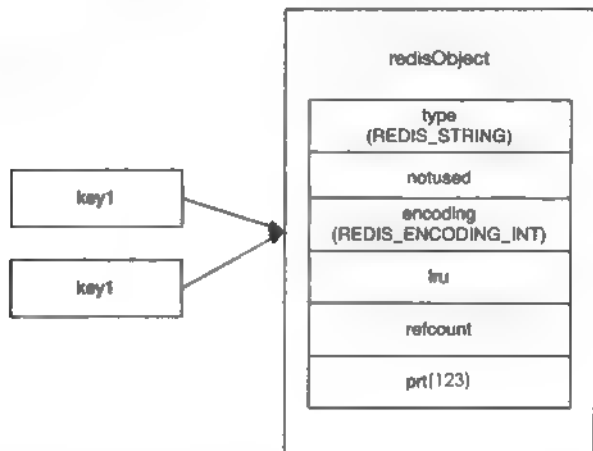 redisObject
type
(REDIS_STRING)
notused
encoding
(REDIS_ENCODING_INT)
lru
refcount
prt(123)
key1
key1